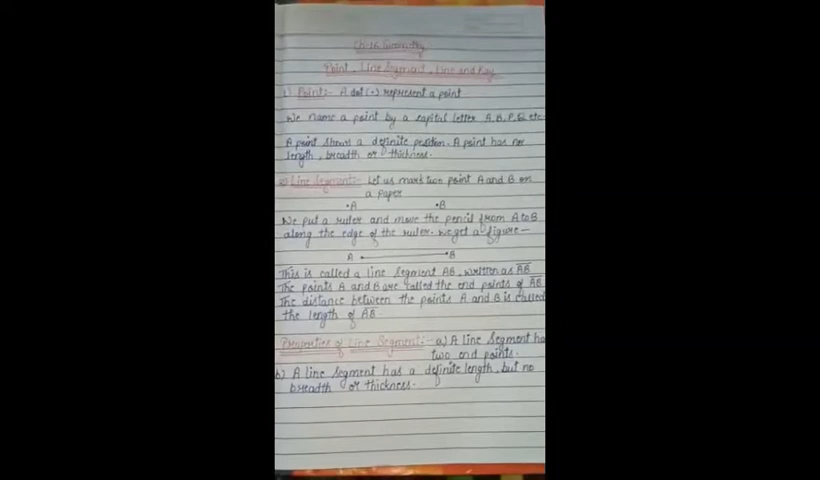 Point, Line Segment, Line and Ray
1) Point:- A dot (•) represent a point
We name a point by a capital letter A.B.P.Q. etc.
A point shows a definite position. A point has no
length, breadth or thickness.
2) Line Segment:- Let us mark two point A and B on
a paper
•A •B
We put a ruler and move the pencil from A to B
along the edge of the ruler. We get a figure—
A B
This is called a line segment AB, written as A̅B̅
The points A and B are called the end points of A̅B̅
The distance between the points A and B is called
the length of A̅B̅
Properties of Line Segment:- a) A line Segment ha
two end points.
b) A line segment has a definite length, but no
breadth or thickness.